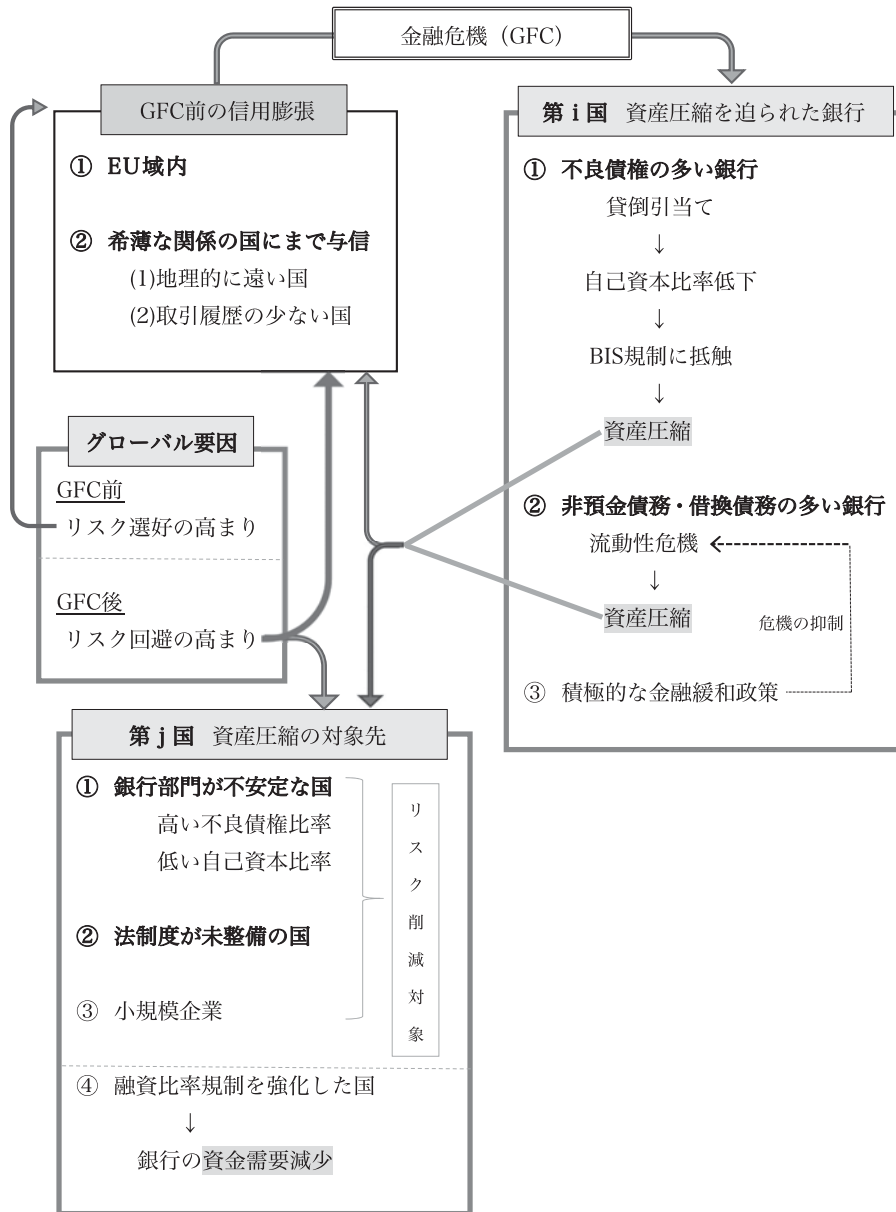 金融危機（GFC）
GFC前の信用膨張
① EU域内
② 希薄な関係の国にまで与信
(1)地理的に遠い国
(2)取引履歴の少ない国
グローバル要因
GFC前
リスク選好の高まり
GFC後
リスク回避の高まり
第 i 国 資産圧縮を迫られた銀行
① 不良債権の多い銀行
貸倒引当て
↓
自己資本比率低下
↓
BIS規制に抵触
↓
資産圧縮
② 非預金債務・借換債務の多い銀行
流動性危機
↓
資産圧縮
危機の抑制
③ 積極的な金融緩和政策
第 j 国 資産圧縮の対象先
① 銀行部門が不安定な国
高い不良債権比率
低い自己資本比率
② 法制度が未整備の国
③ 小規模企業
リスク削減対象
④ 融資比率規制を強化した国
↓
銀行の資金需要減少